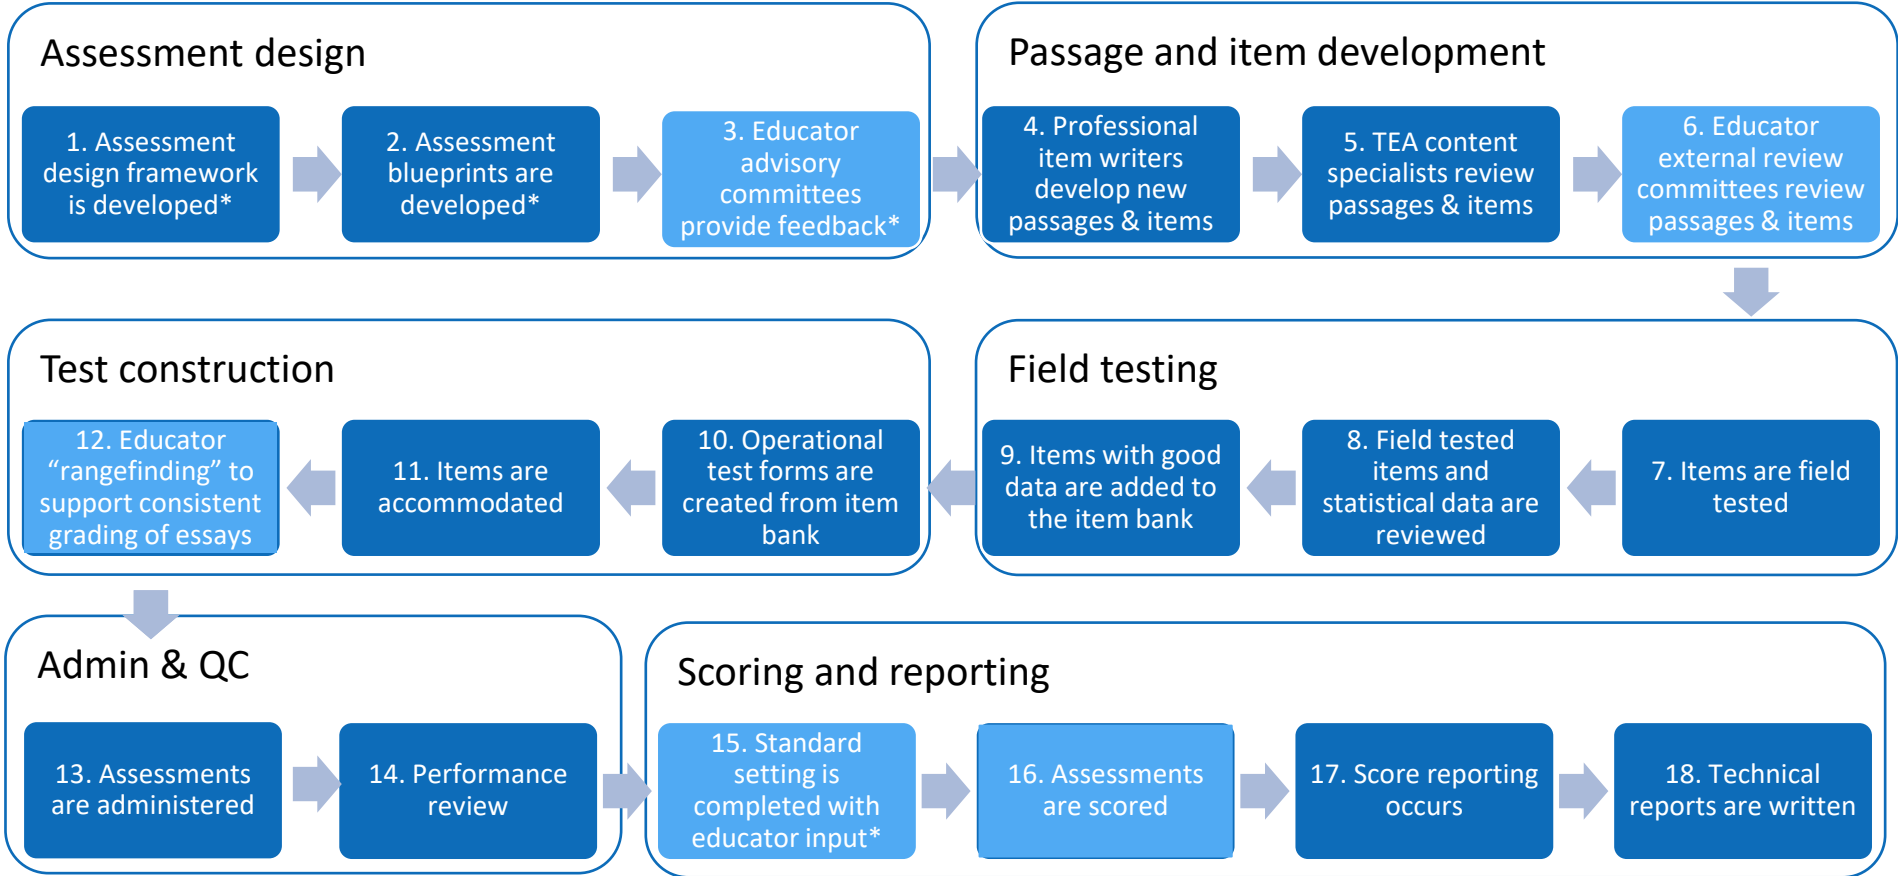 Assessment design
1. Assessment
design framework
is developed*
2. Assessment
blueprints are
developed*
3. Educator
advisory
committees
provide feedback*
Passage and item development
4. Professional
item writers
develop new
passages & items
5. TEA content
specialists review
passages & items
6. Educator
external review
committees review
passages & items
Field testing
7. Items are field
tested
8. Field tested
items and
statistical data are
reviewed
9. Items with good
data are added to
the item bank
Test construction
10. Operational
test forms are
created from item
bank
11. Items are
accommodated
12. Educator
“rangefinding” to
support consistent
grading of essays
Admin & QC
13. Assessments
are administered
14. Performance
review
Scoring and reporting
15. Standard
setting is
completed with
educator input*
16. Assessments
are scored
17. Score reporting
occurs
18. Technical
reports are written